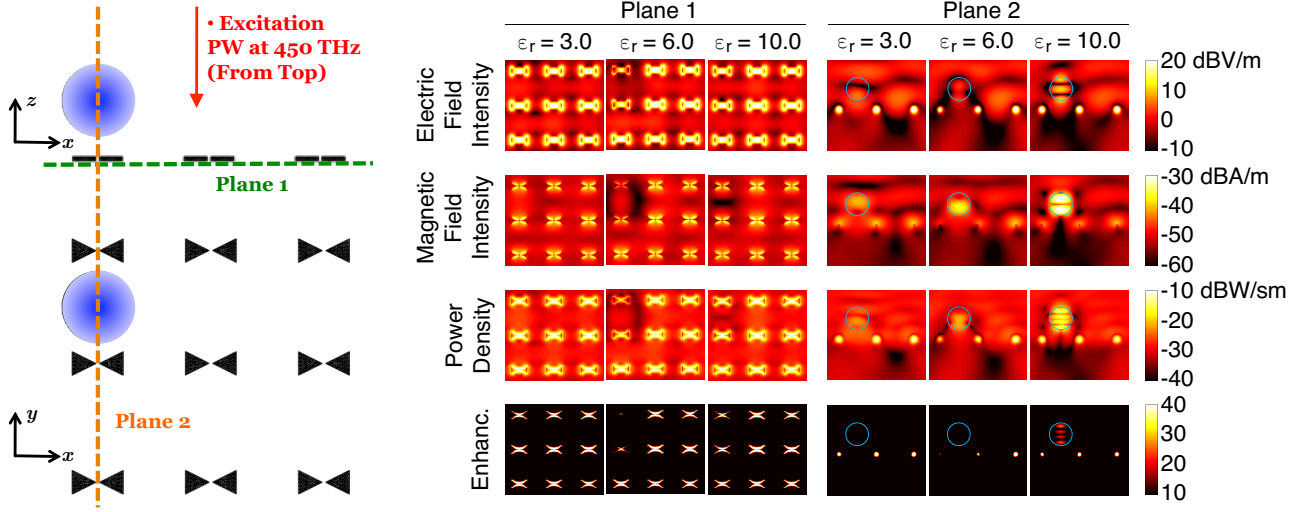 • Excitation
PW at 450 THz
(From Top)
z
x
Plane 1
y
x
Plane 2
Plane 1
Plane 2
εr = 3.0 εr = 6.0 εr = 10.0 εr = 3.0 εr = 6.0 εr = 10.0
Electric
Field
Intensity
20 dBV/m
10
0
-10
Magnetic
Field
Intensity
-30 dBA/m
-40
-50
-60
Power
Density
-10 dBW/sm
-20
-30
-40
Enhanc.
40
30
20
10